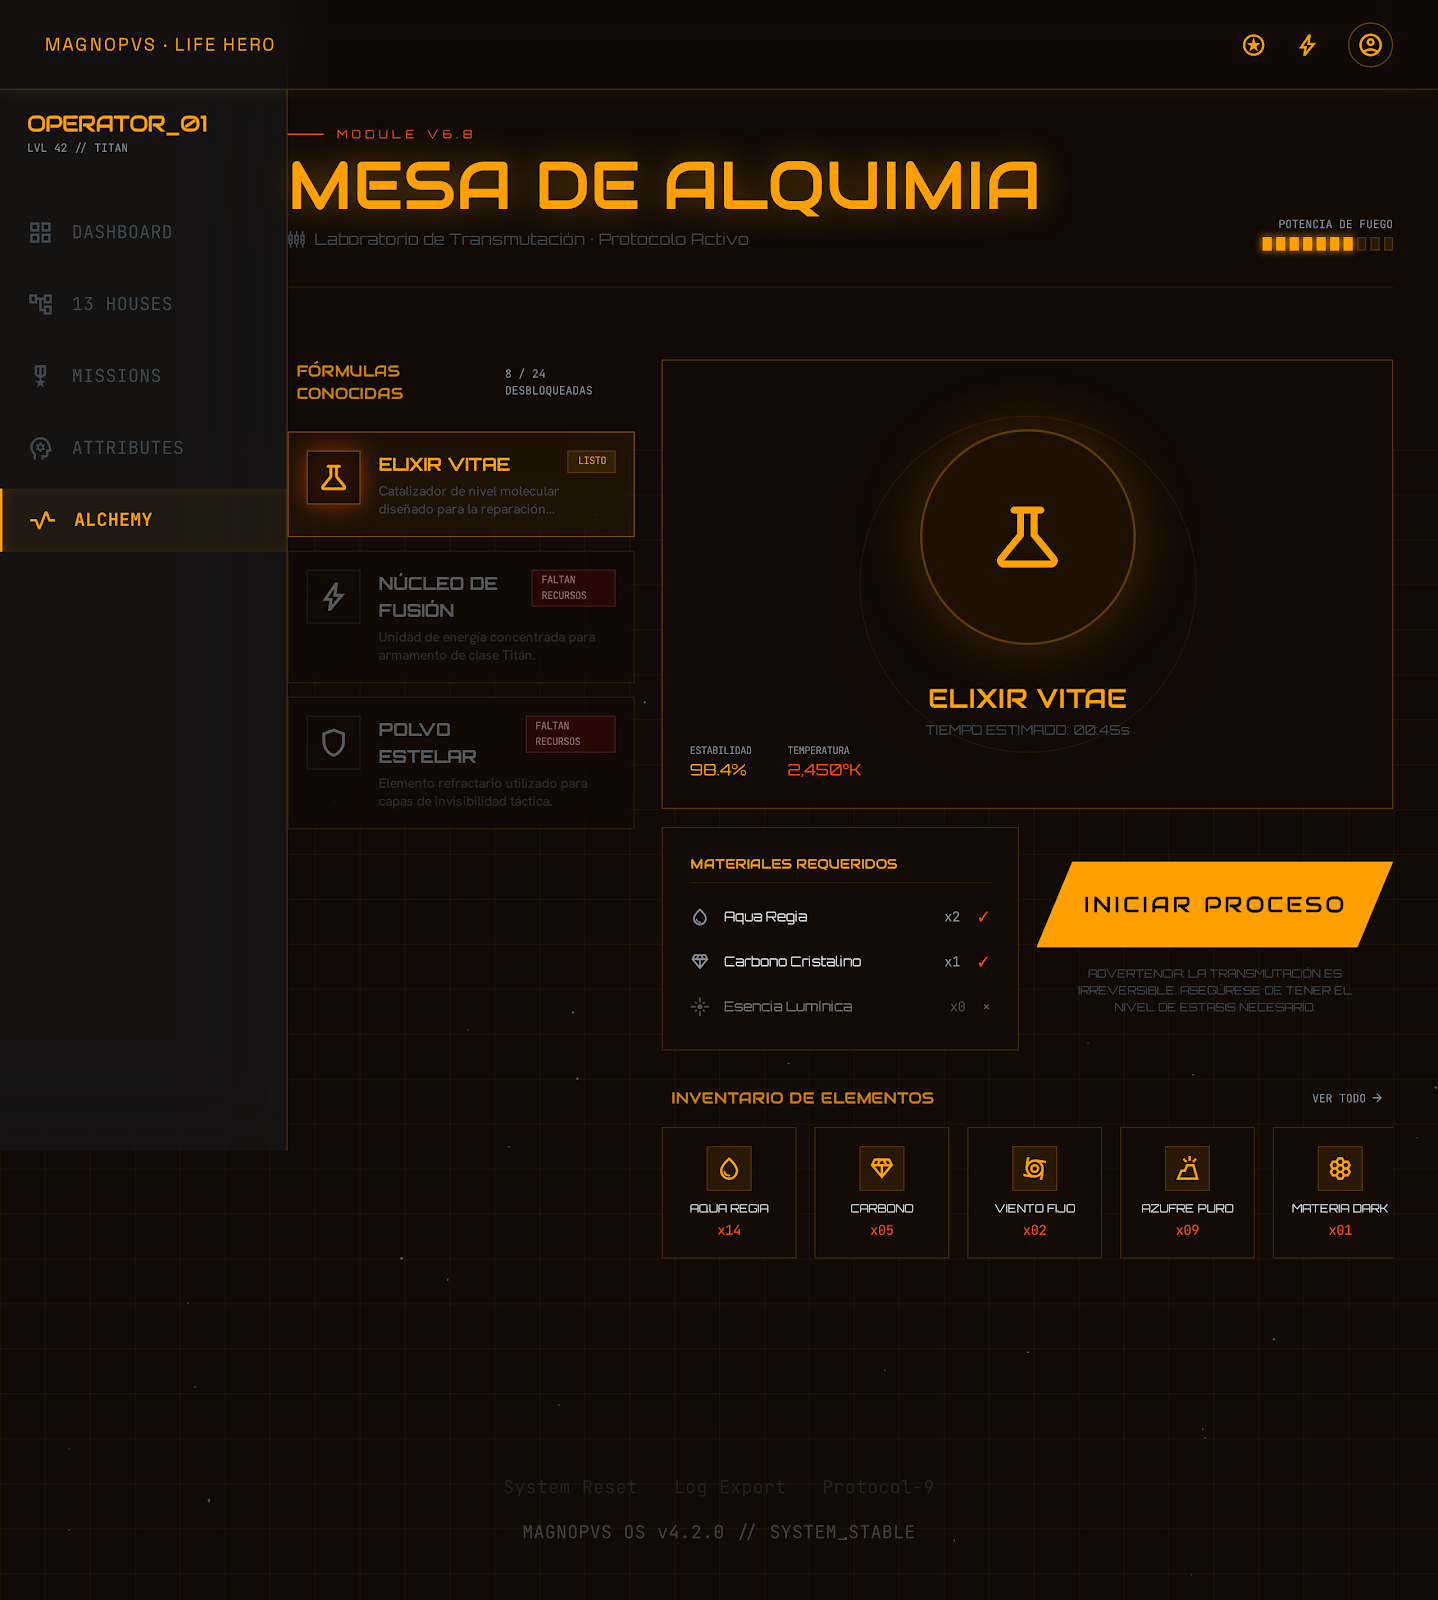 MAGNOPVS · LIFE HERO
OPERATOR_01
LVL 42 // TITAN
DASHBOARD
13 HOUSES
MISSIONS
ATTRIBUTES
ALCHEMY
MODULE V6.8
MESA DE ALQUIMIA
Laboratorio de Transmutación · Protocolo Activo
POTENCIA DE FUEGO
FÓRMULAS
CONOCIDAS
8 / 24
DESBLOQUEADAS
ELIXIR VITAE
LISTO
Catalizador de nivel molecular
diseñado para la reparación...
NÚCLEO DE
FUSIÓN
FALTAN
RECURSOS
Unidad de energía concentrada para
armamento de clase Titán.
POLVO
ESTELAR
FALTAN
RECURSOS
Elemento refractario utilizado para
capas de invisibilidad táctica.
ELIXIR VITAE
TIEMPO ESTIMADO: 00:45s
ESTABILIDAD
98.4%
TEMPERATURA
2,450°K
MATERIALES REQUERIDOS
Aqua Regia x2 ✓
Carbono Cristalino x1 ✓
Esencia Lumínica x0 ×
INICIAR PROCESO
ADVERTENCIA: LA TRANSMUTACIÓN ES
IRREVERSIBLE. ASEGÚRESE DE TENER EL
NIVEL DE ESTASIS NECESARIO.
INVENTARIO DE ELEMENTOS
VER TODO →
AQUA REGIA
x14
CARBONO
x05
VIENTO FIJO
x02
AZUFRE PURO
x09
MATERIA DARK
x01
System Reset Log Export Protocol-9
MAGNOPVS OS v4.2.0 // SYSTEM_STABLE